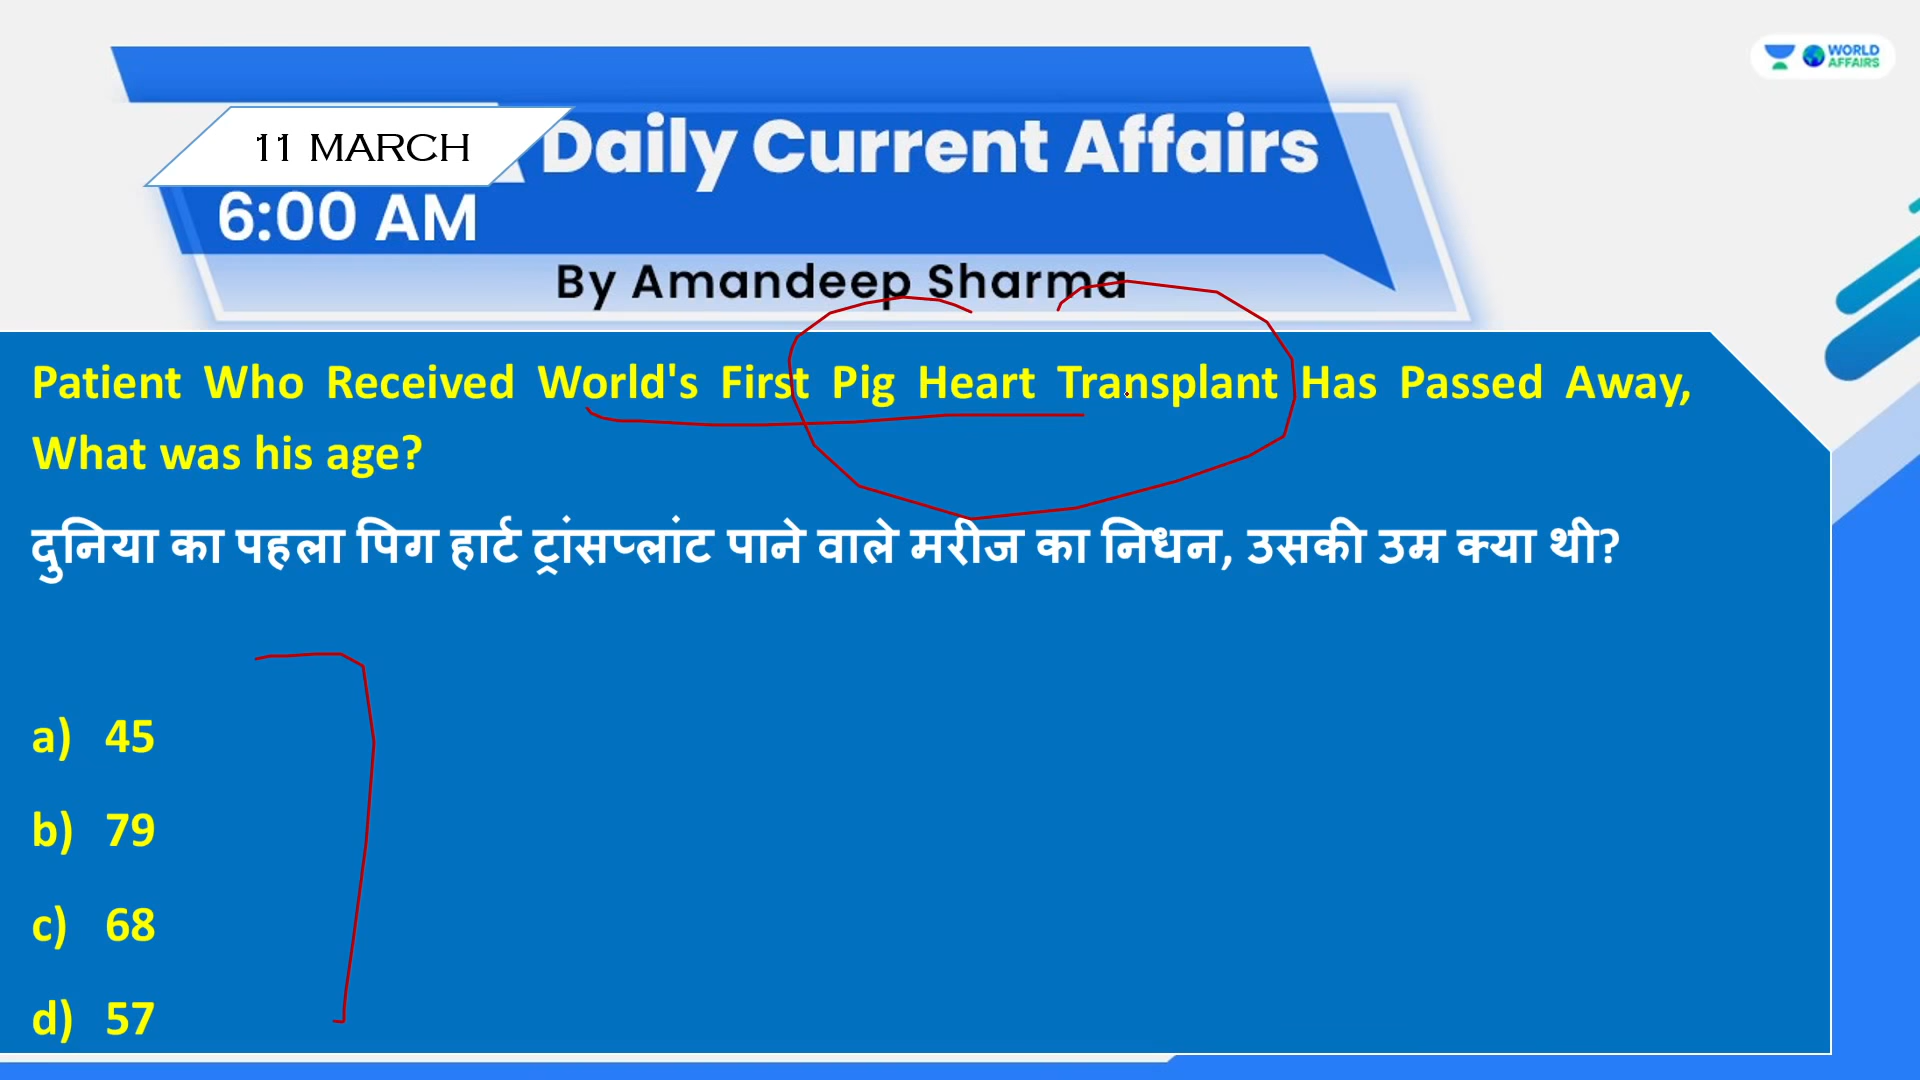 WORLD
AFFAIRS
11 MARCH
Daily Current Affairs
6:00 AM
By Amandeep Sharma
Patient Who Received World's First Pig Heart Transplant Has Passed Away,
What was his age?
दुनिया का पहला पिग हार्ट ट्रांसप्लांट पाने वाले मरीज का निधन, उसकी उम्र क्या थी?
a) 45
b) 79
c) 68
d) 57